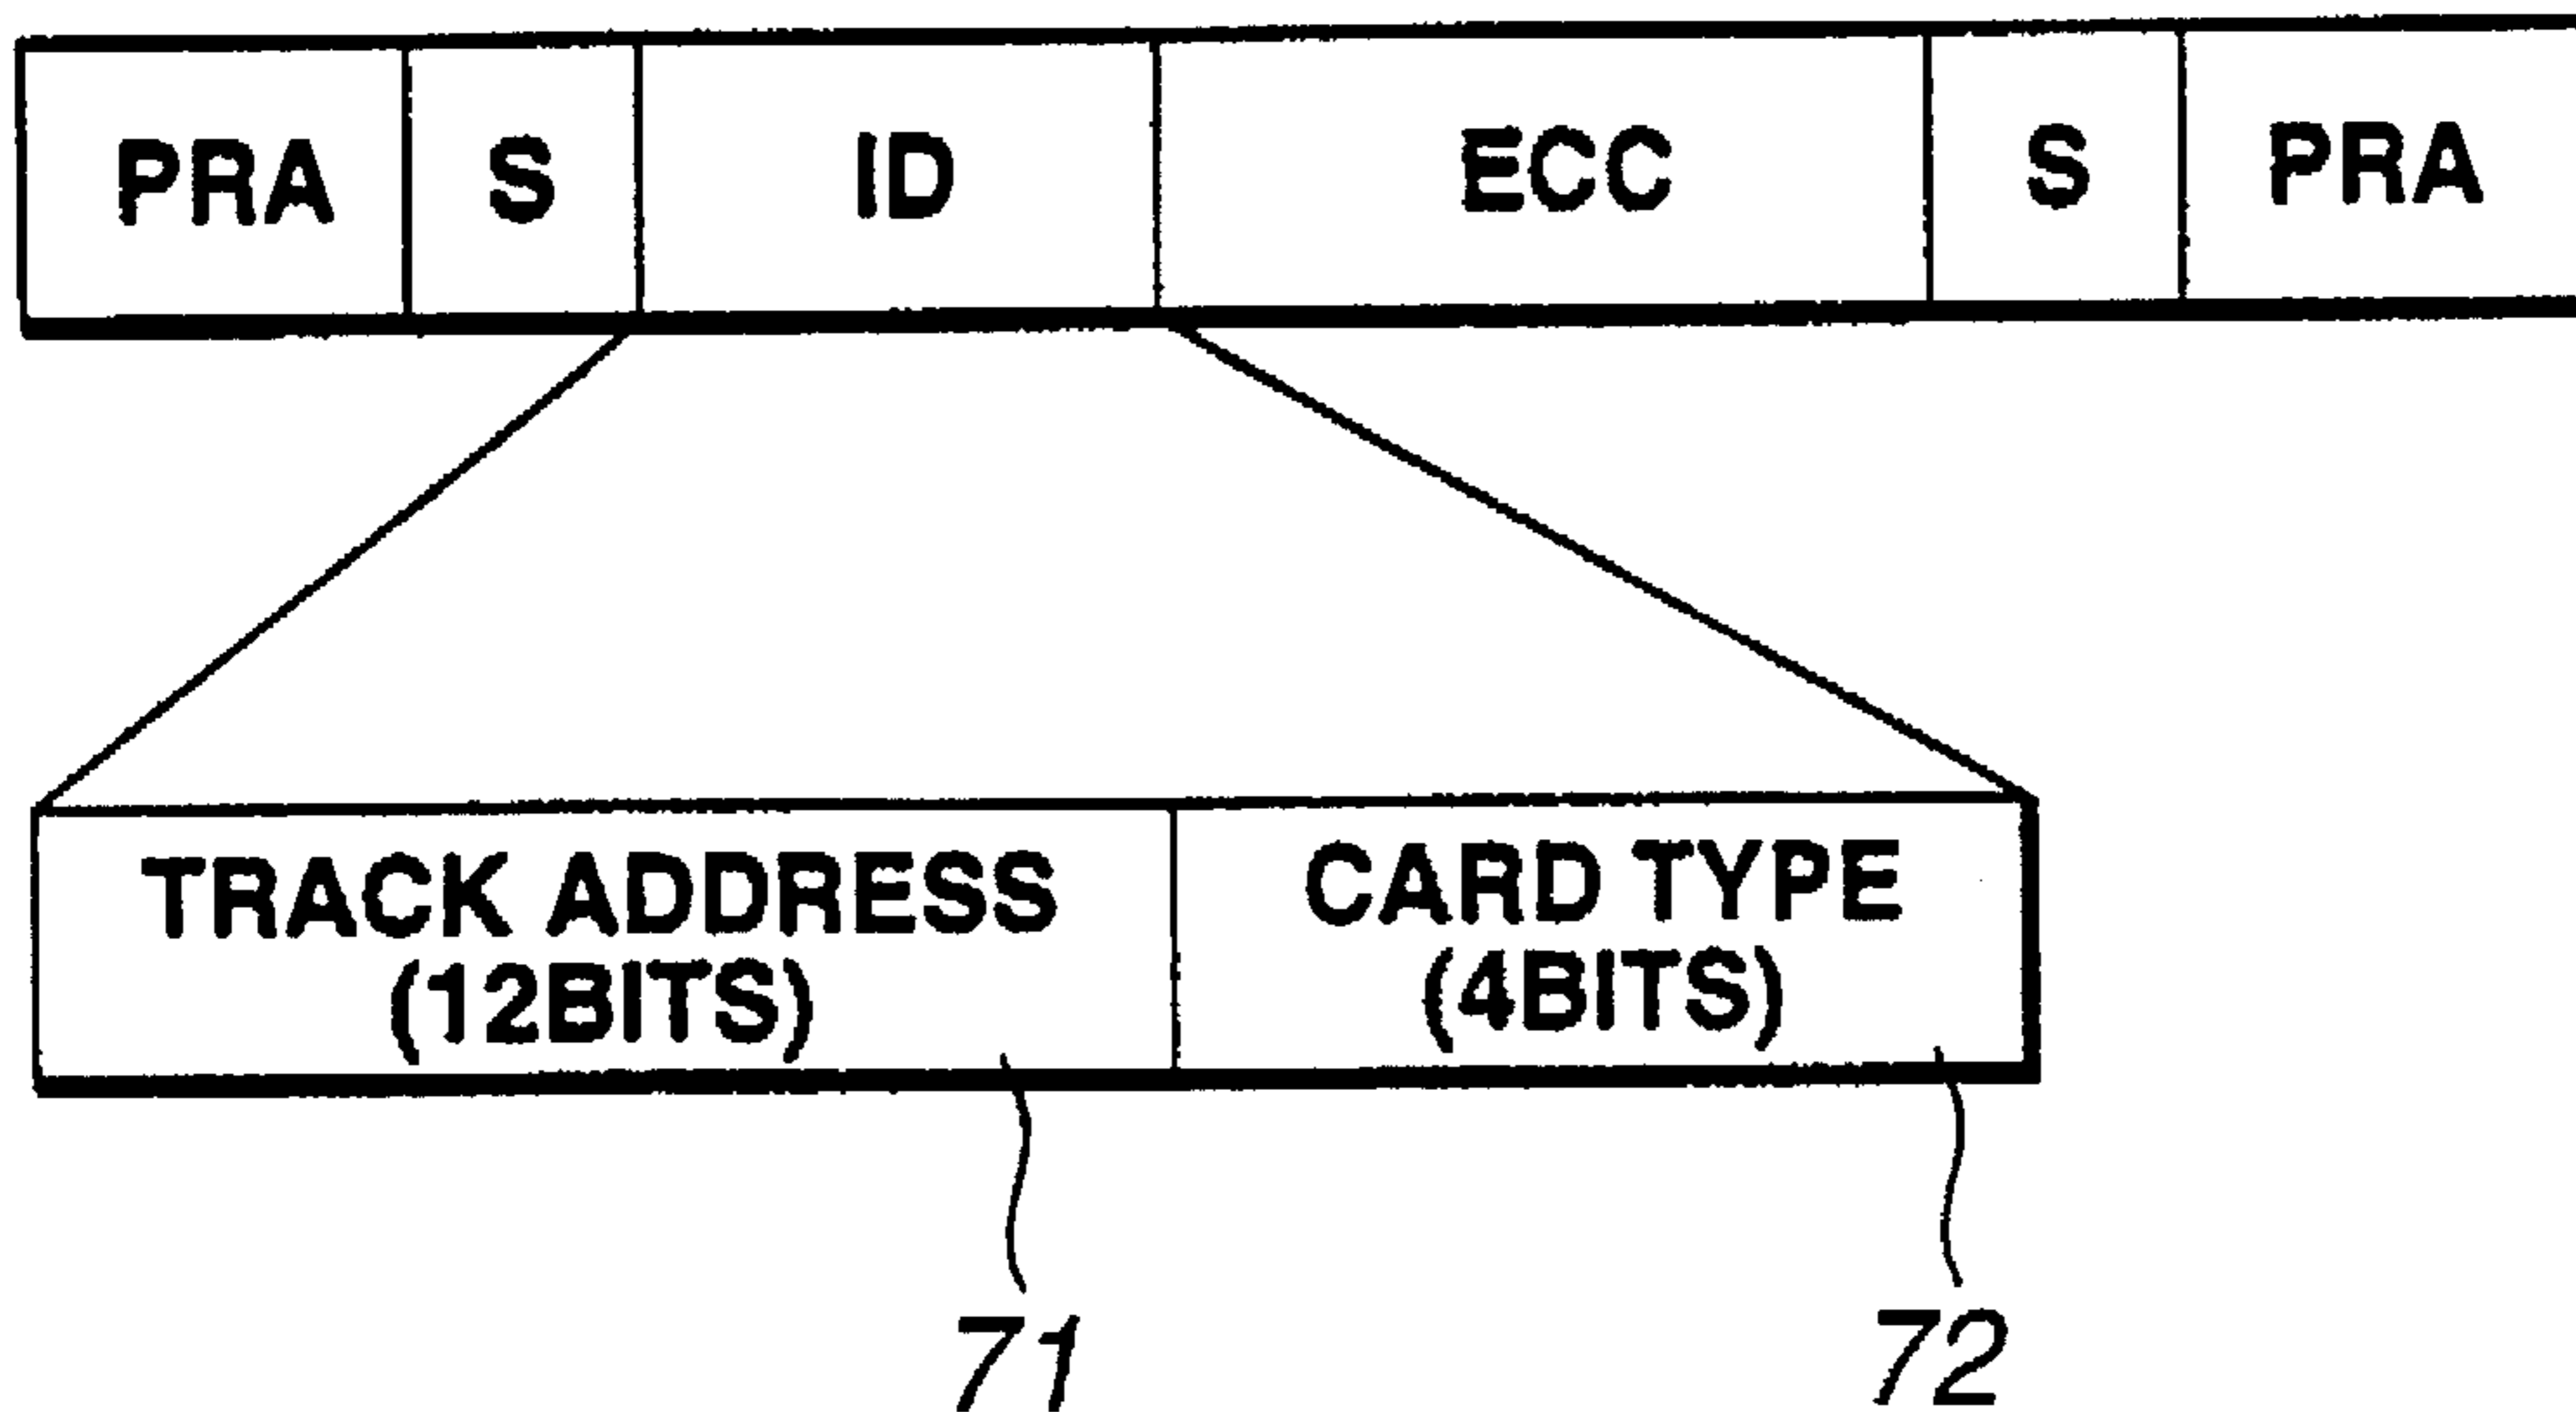 PRA S ID ECC S PRA
TRACK ADDRESS CARD TYPE
(12BITS) (4BITS)
71 72